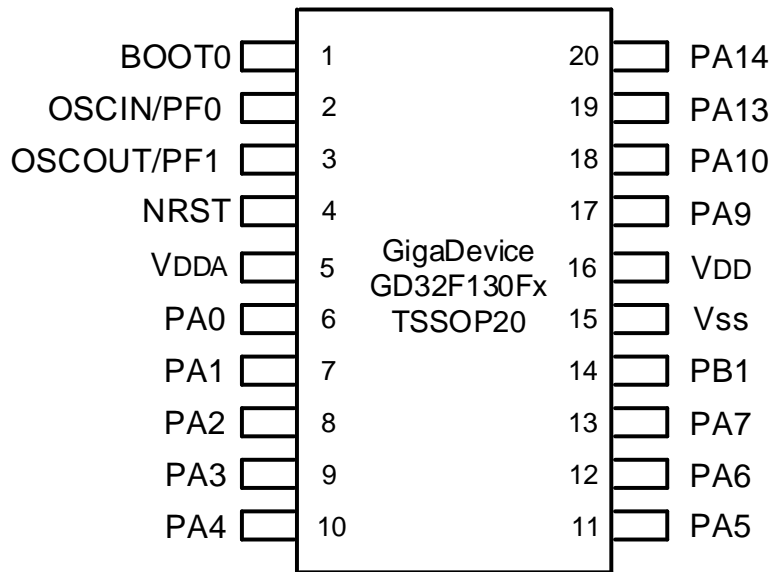 BOOT0 1 20 PA14
OSCIN/PF0 2 19 PA13
OSCOUT/PF1 3 18 PA10
NRST 4 17 PA9
VDDA 5 16 VDD
PA0 6 15 Vss
PA1 7 14 PB1
PA2 8 13 PA7
PA3 9 12 PA6
PA4 10 11 PA5
GigaDevice
GD32F130Fx
TSSOP20